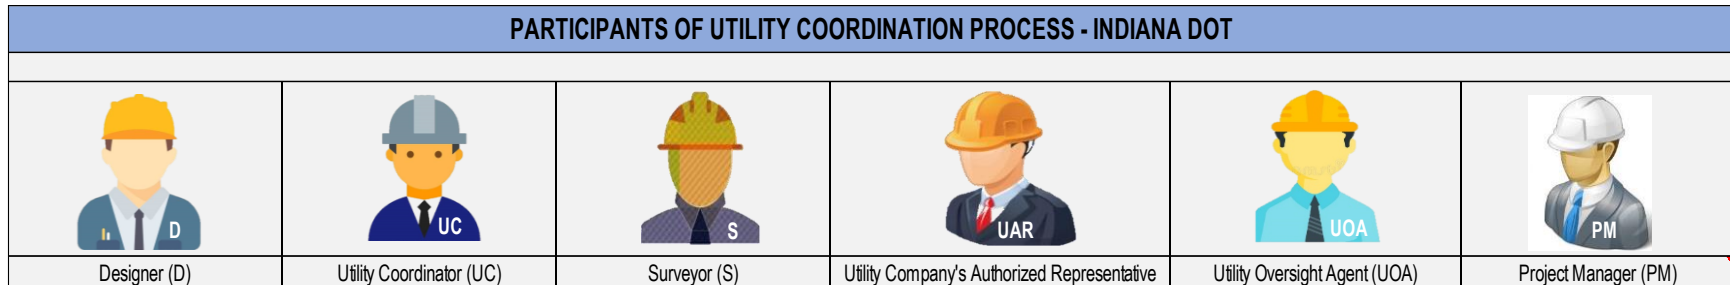 PARTICIPANTS OF UTILITY COORDINATION PROCESS - INDIANA DOT
D
UC
S
UAR
UOA
PM
Designer (D)
Utility Coordinator (UC)
Surveyor (S)
Utility Company's Authorized Representative
Utility Oversight Agent (UOA)
Project Manager (PM)